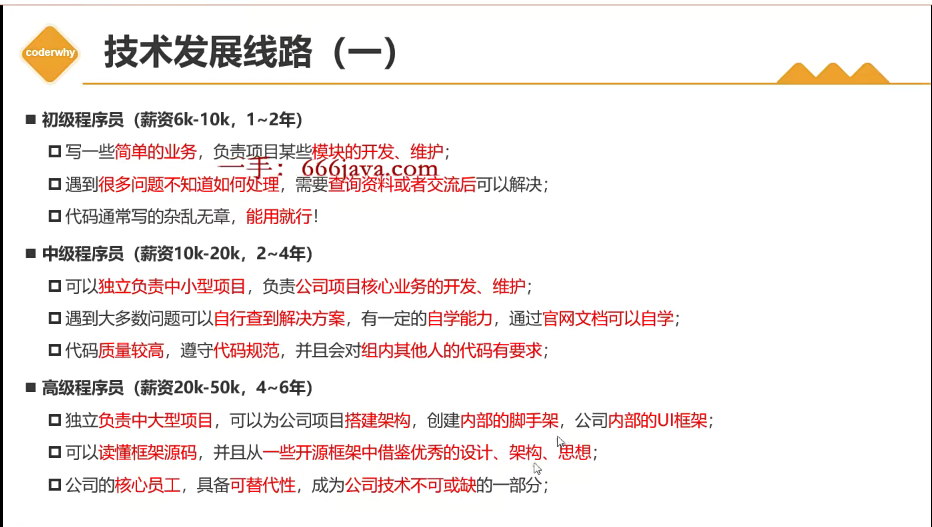 coderwhy
技术发展线路（一）
初级程序员（薪资6k-10k，1~2年）
写一些简单的业务，负责项目某些模块的开发、维护；
一手：666java.com
遇到很多问题不知道如何处理，需要查询资料或者交流后可以解决；
代码通常写的杂乱无章，能用就行！
中级程序员（薪资10k-20k，2~4年）
可以独立负责中小型项目，负责公司项目核心业务的开发、维护；
遇到大多数问题可以自行查到解决方案，有一定的自学能力，通过官网文档可以自学；
代码质量较高，遵守代码规范，并且会对组内其他人的代码有要求；
高级程序员（薪资20k-50k，4~6年）
独立负责中大型项目，可以为公司项目搭建架构，创建内部的脚手架，公司内部的UI框架；
可以读懂框架源码，并且从一些开源框架中借鉴优秀的设计、架构、思想；
公司的核心员工，具备可替代性，成为公司技术不可或缺的一部分；